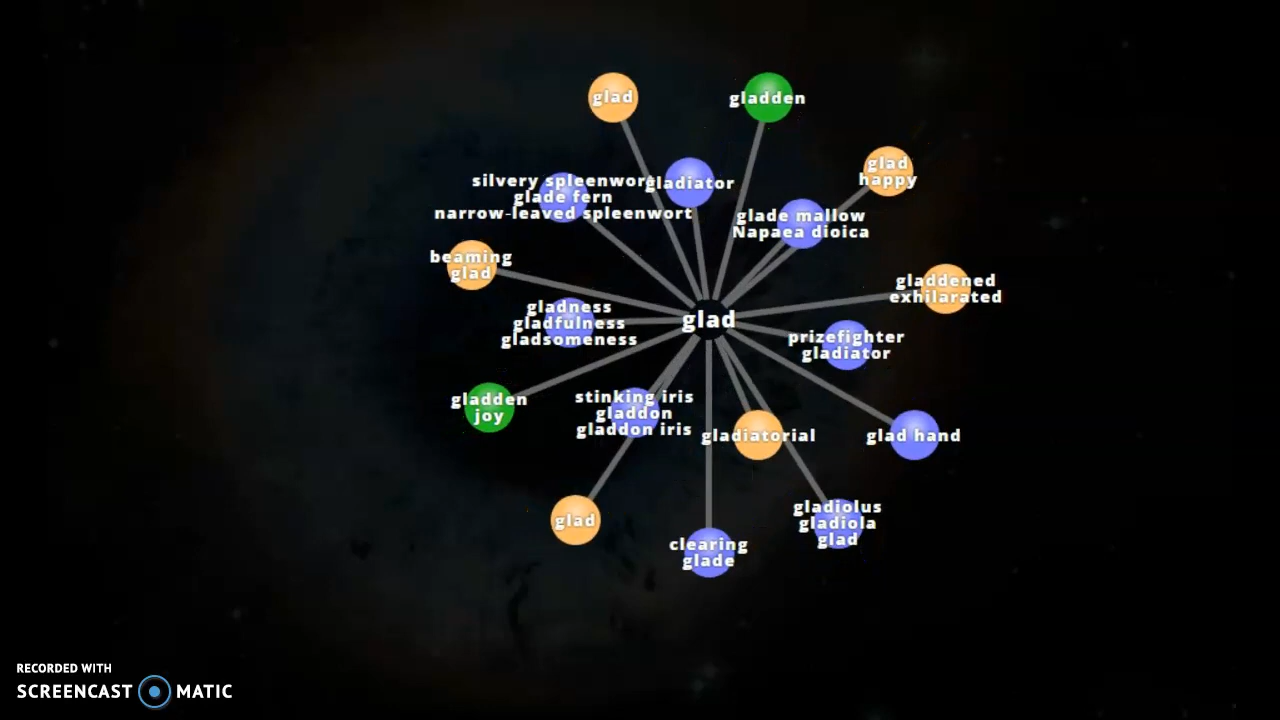 glad
gladden
glad
happy
silvery spleenwort
glade fern
narrow-leaved spleenwort
gladiator
glade mallow
Napaea dioica
beaming
glad
gladdened
exhilarated
gladness
gladfulness
gladsomeness
glad
prizefighter
gladiator
gladden
joy
stinking iris
gladdon
gladdon iris
gladiatorial
glad hand
glad
gladiolus
gladiola
glad
clearing
glade
RECORDED WITH
SCREENCAST MATIC